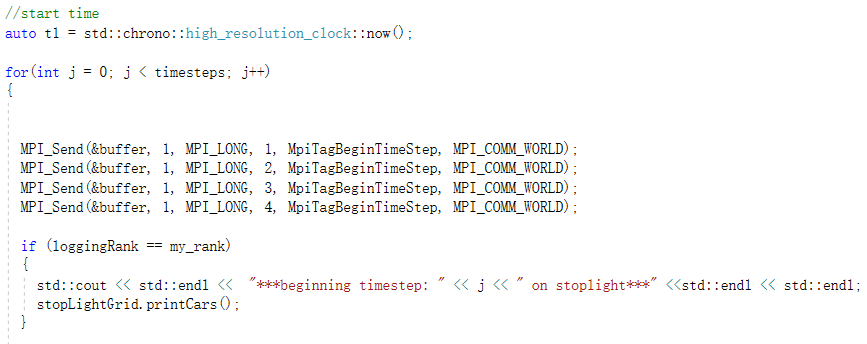 //start time
auto t1 = std::chrono::high_resolution_clock::now();
for(int j = 0; j < timesteps; j++)
{
MPI_Send(&buffer, 1, MPI_LONG, 1, MpiTagBeginTimeStep, MPI_COMM_WORLD);
MPI_Send(&buffer, 1, MPI_LONG, 2, MpiTagBeginTimeStep, MPI_COMM_WORLD);
MPI_Send(&buffer, 1, MPI_LONG, 3, MpiTagBeginTimeStep, MPI_COMM_WORLD);
MPI_Send(&buffer, 1, MPI_LONG, 4, MpiTagBeginTimeStep, MPI_COMM_WORLD);
if (loggingRank == my_rank)
{
std::cout << std::endl <<  "***beginning timestep: " << j << " on stoplight***" <<std::endl << std::endl;
stopLightGrid.printCars();
}